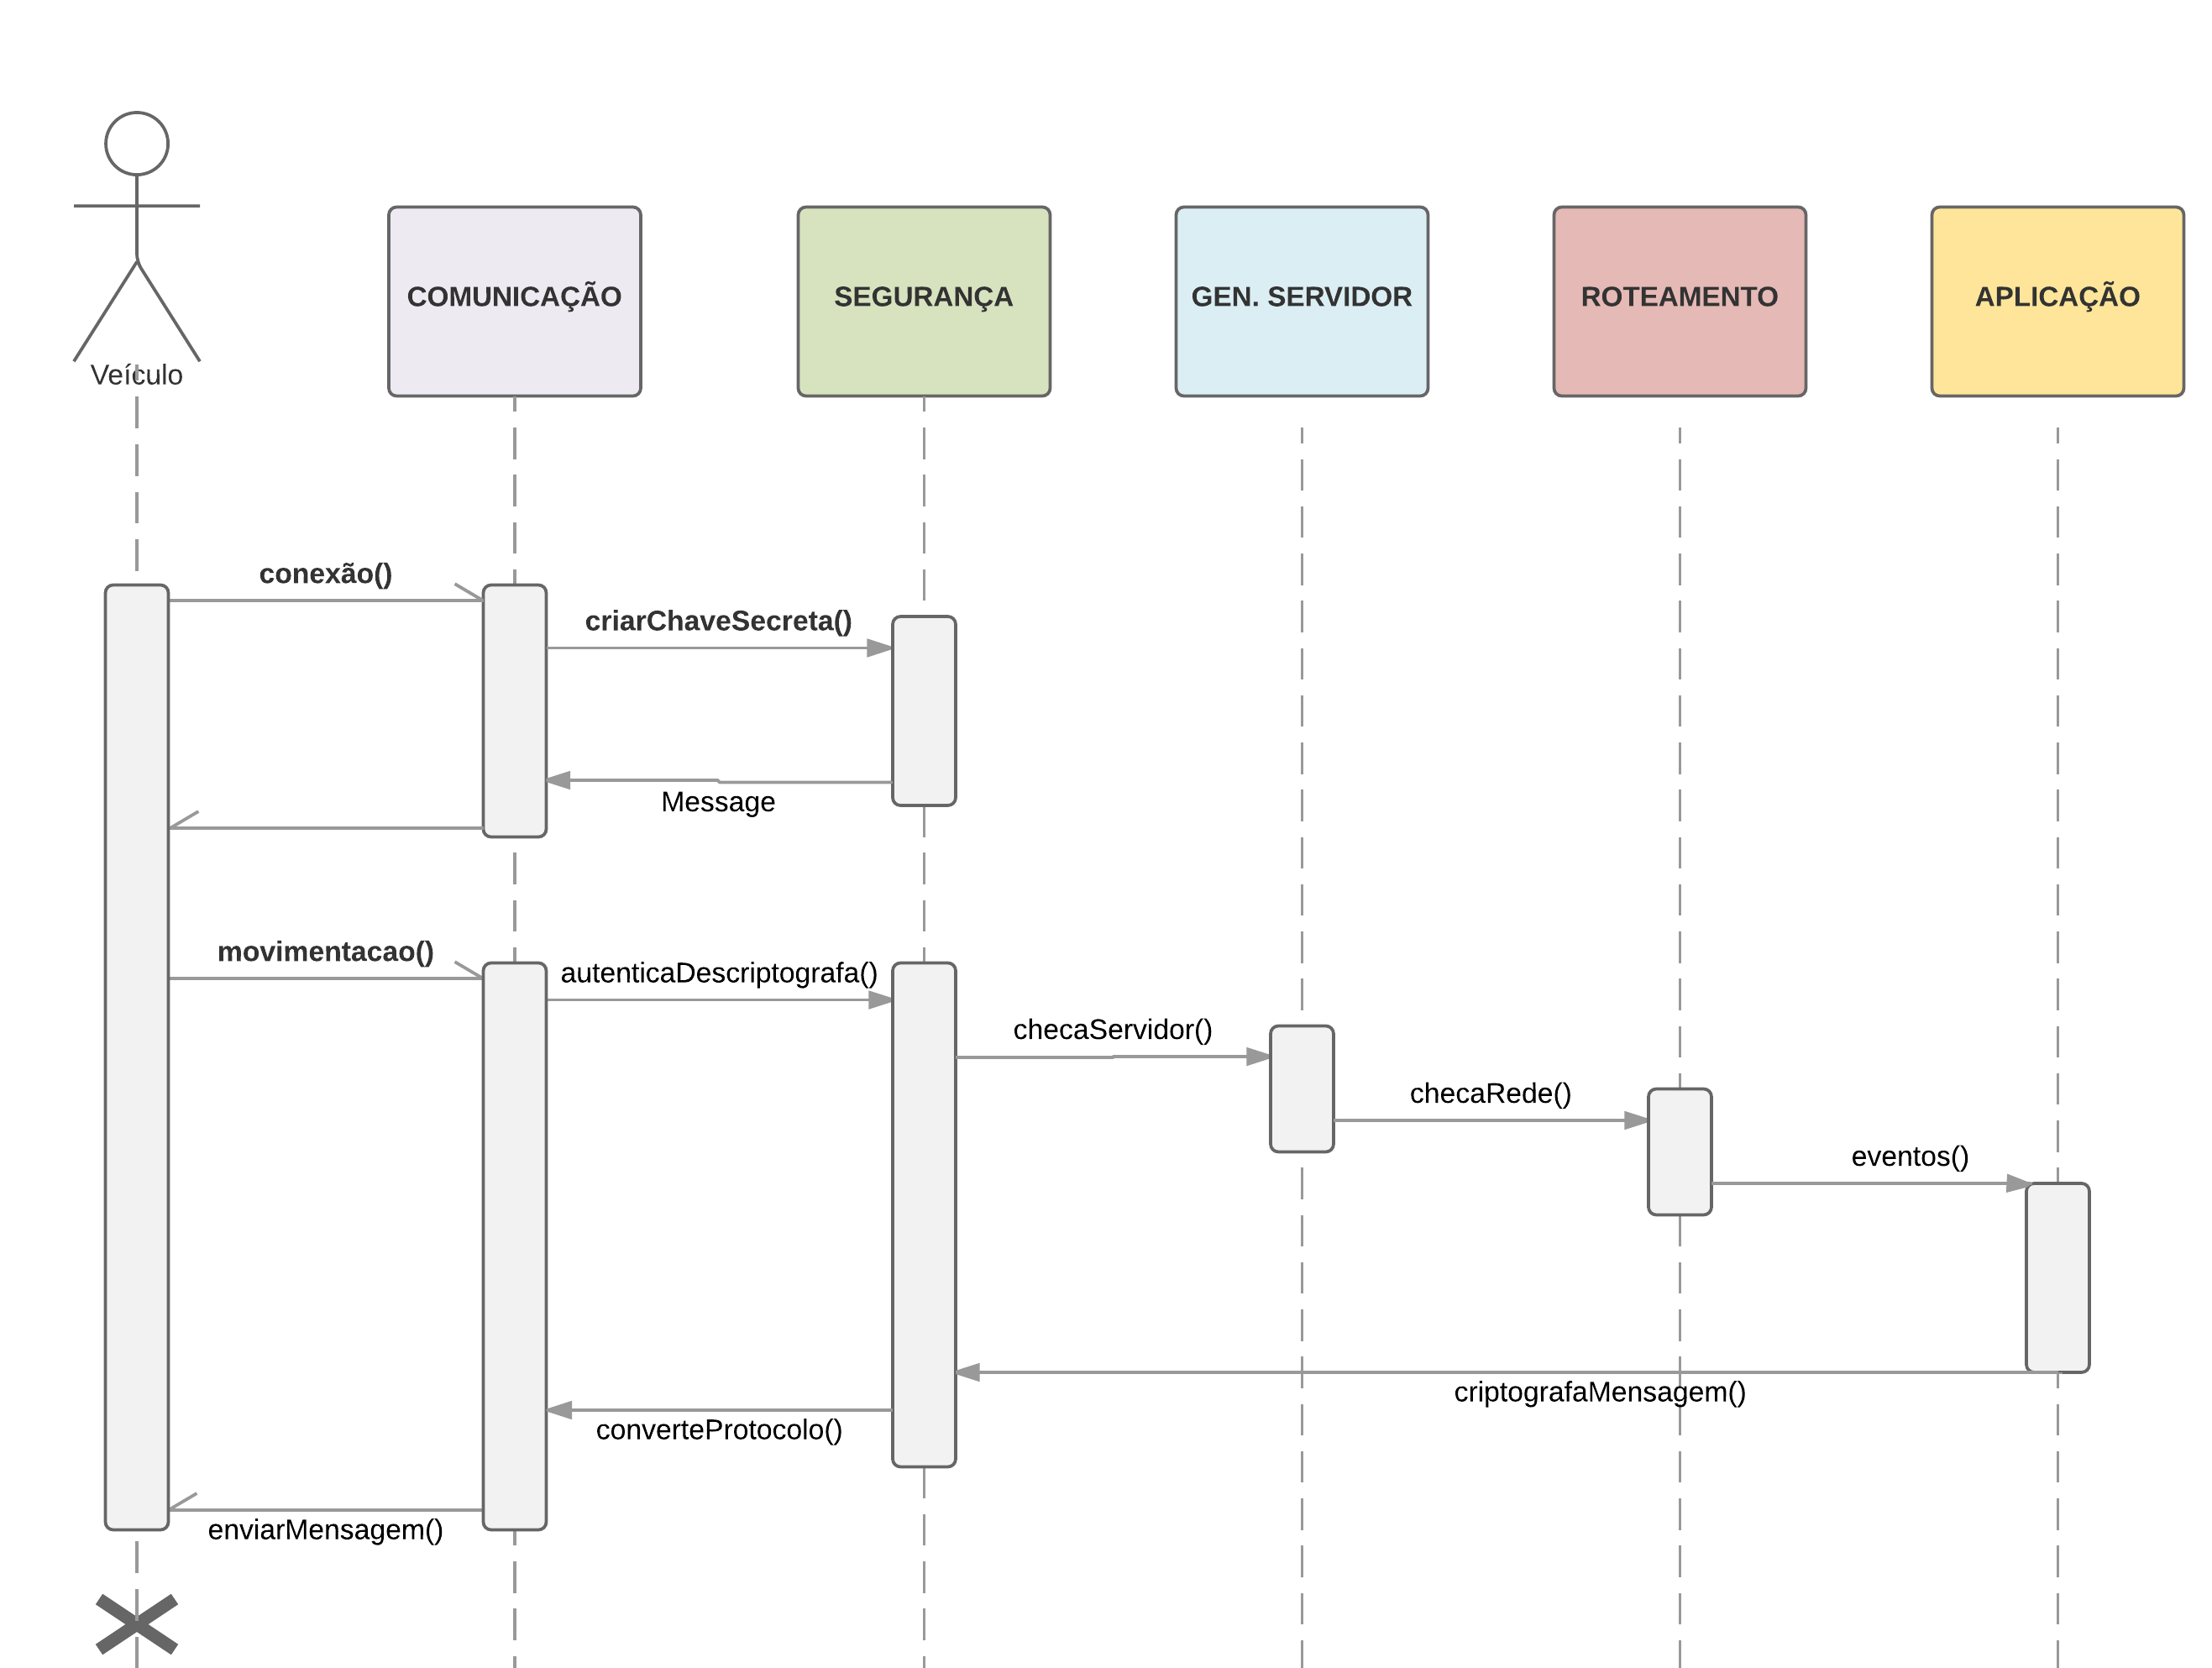 Veículo
COMUNICAÇÃO
SEGURANÇA
GEN. SERVIDOR
ROTEAMENTO
APLICAÇÃO
conexão()
criarChaveSecreta()
Message
movimentacao()
autenticaDescriptografa()
checaServidor()
checaRede()
eventos()
criptografaMensagem()
converteProtocolo()
enviarMensagem()